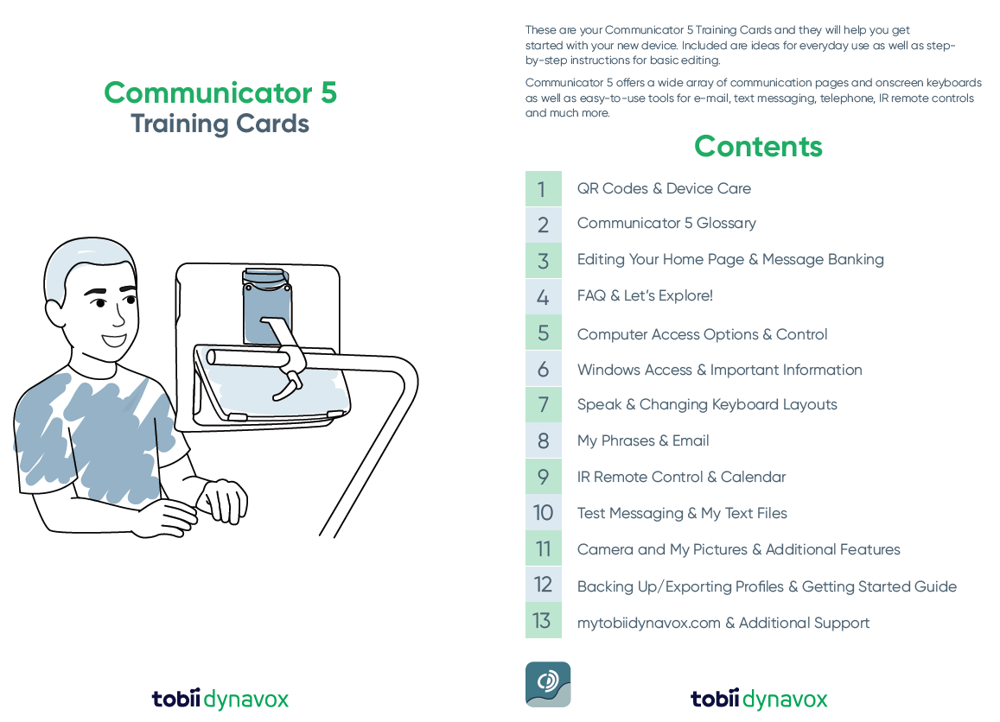 Communicator 5
Training Cards
tobii dynavox
These are your Communicator 5 Training Cards and they will help you get
started with your new device. Included are ideas for everyday use as well as step-
by-step instructions for basic editing.
Communicator 5 offers a wide array of communication pages and onscreen keyboards
as well as easy-to-use tools for e-mail, text messaging, telephone, IR remote controls
and much more.
Contents
1 QR Codes & Device Care
2 Communicator 5 Glossary
3 Editing Your Home Page & Message Banking
4 FAQ & Let's Explore!
5 Computer Access Options & Control
6 Windows Access & Important Information
7 Speak & Changing Keyboard Layouts
8 My Phrases & Email
9 IR Remote Control & Calendar
10 Test Messaging & My Text Files
11 Camera and My Pictures & Additional Features
12 Backing Up/Exporting Profiles & Getting Started Guide
13 mytobiidynavox.com & Additional Support
tobii dynavox